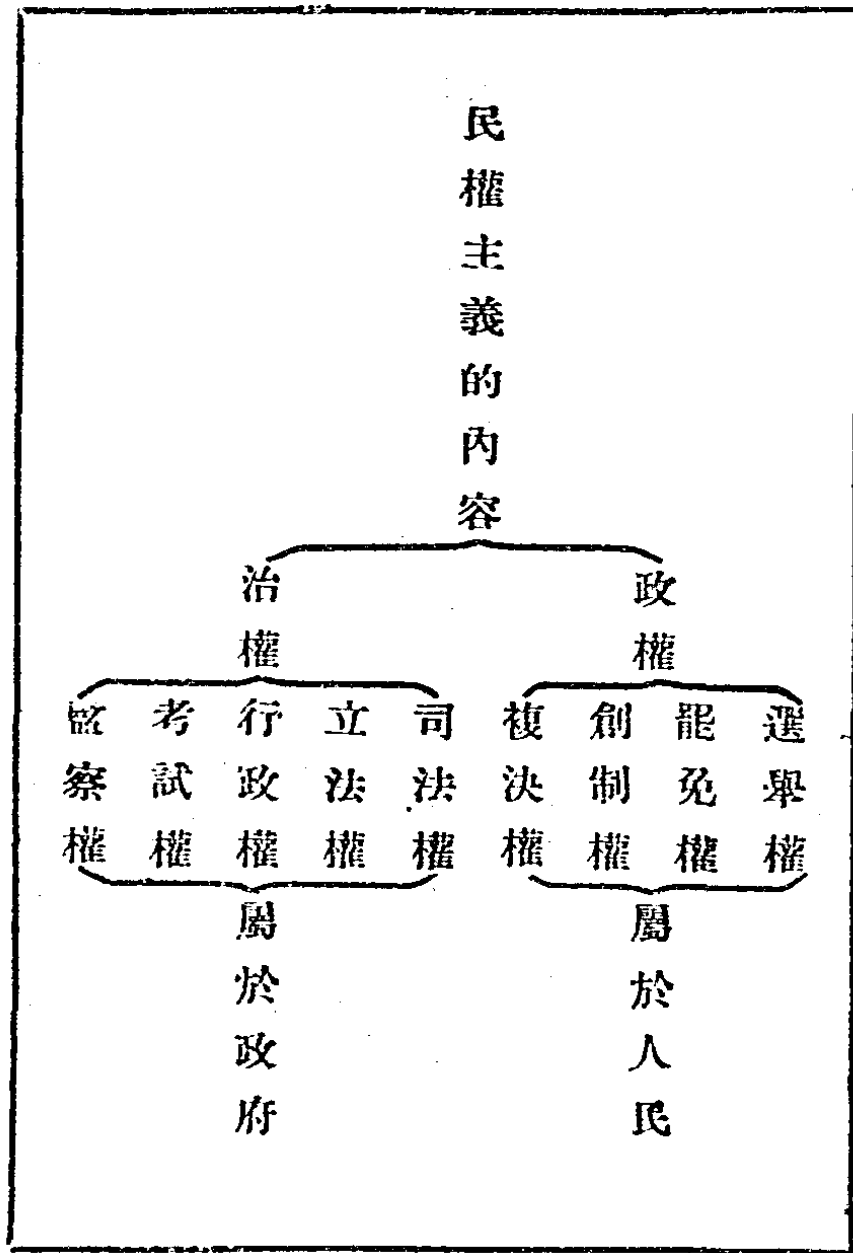 民權主義的內容
政權
選舉權
罷免權
創制權
複決權
屬於人民
治權
司法權
立法權
行政權
考試權
監察權
屬於政府